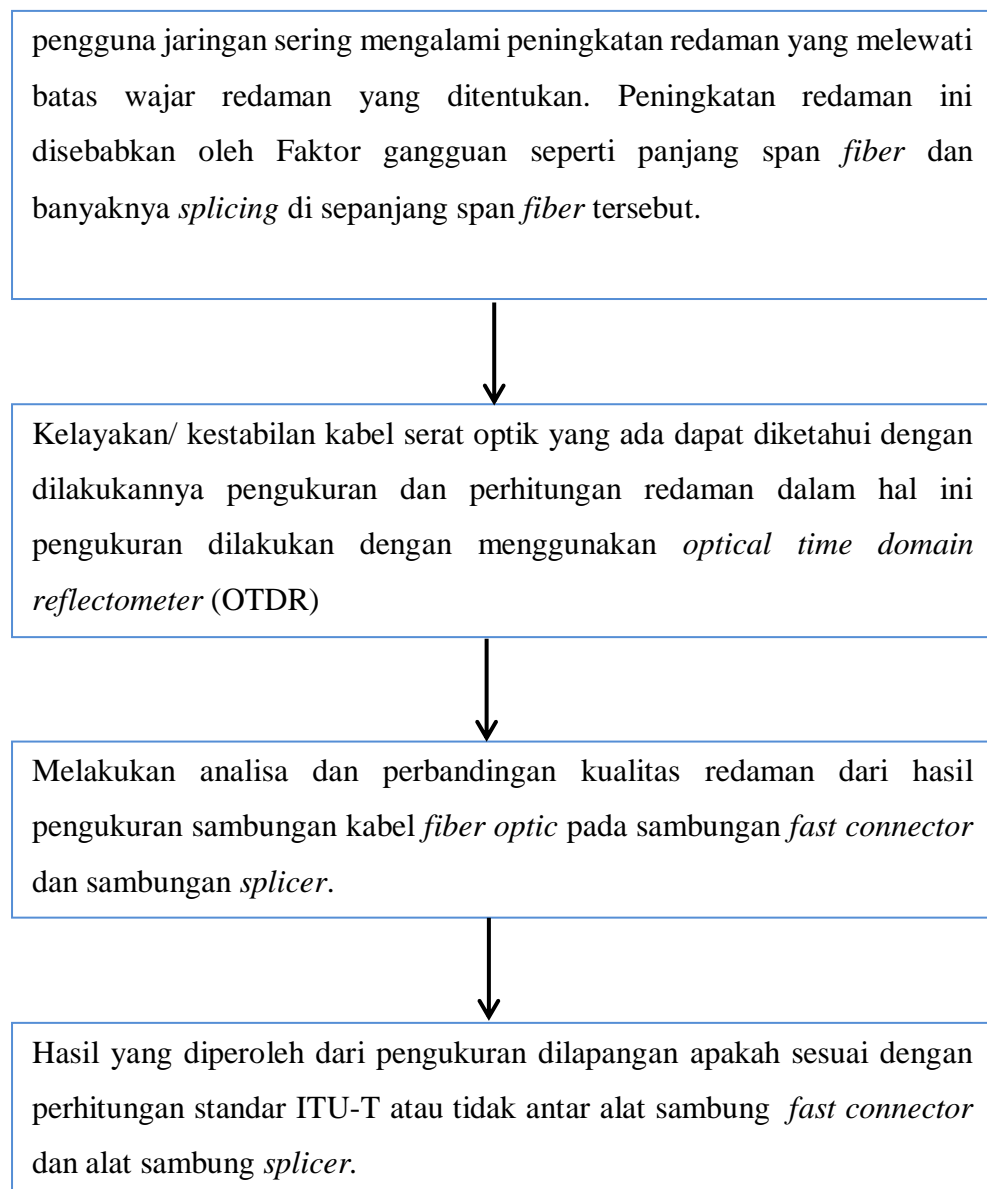 pengguna jaringan sering mengalami peningkatan redaman yang melewati
batas wajar redaman yang ditentukan. Peningkatan redaman ini
disebabkan oleh Faktor gangguan seperti panjang span fiber dan
banyaknya splicing di sepanjang span fiber tersebut.
Kelayakan/ kestabilan kabel serat optik yang ada dapat diketahui dengan
dilakukannya pengukuran dan perhitungan redaman dalam hal ini
pengukuran dilakukan dengan menggunakan optical time domain
reflectometer (OTDR)
Melakukan analisa dan perbandingan kualitas redaman dari hasil
pengukuran sambungan kabel fiber optic pada sambungan fast connector
dan sambungan splicer.
Hasil yang diperoleh dari pengukuran dilapangan apakah sesuai dengan
perhitungan standar ITU-T atau tidak antar alat sambung fast connector
dan alat sambung splicer.